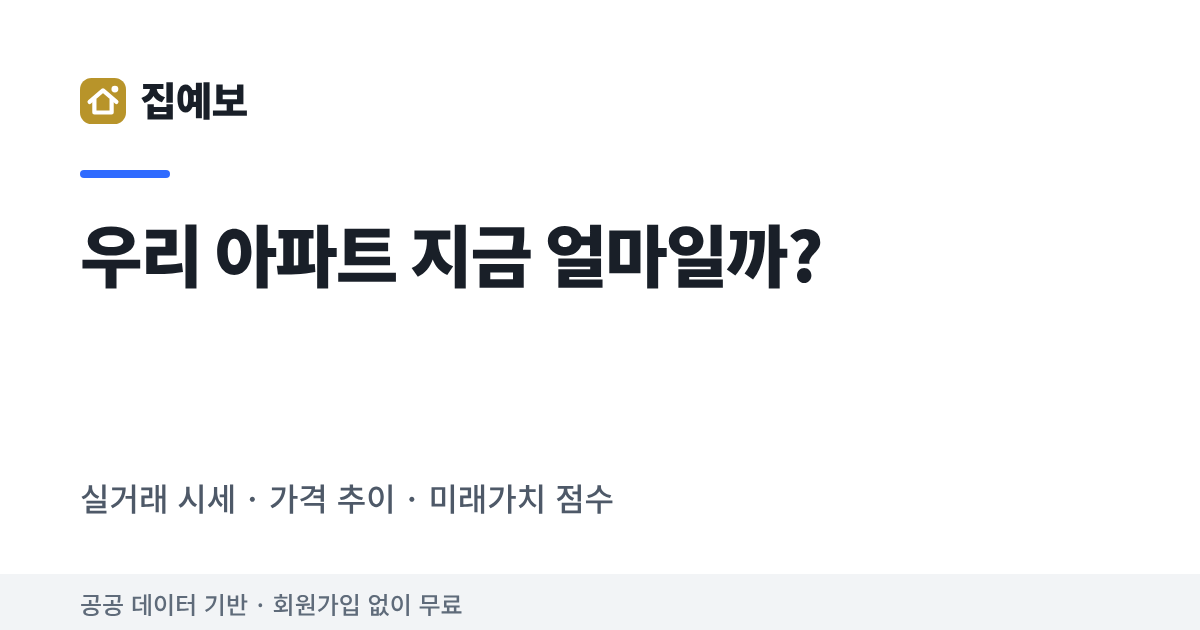 집예보
우리 아파트 지금 얼마일까?
실거래 시세 · 가격 추이 · 미래가치 점수
공공 데이터 기반 · 회원가입 없이 무료